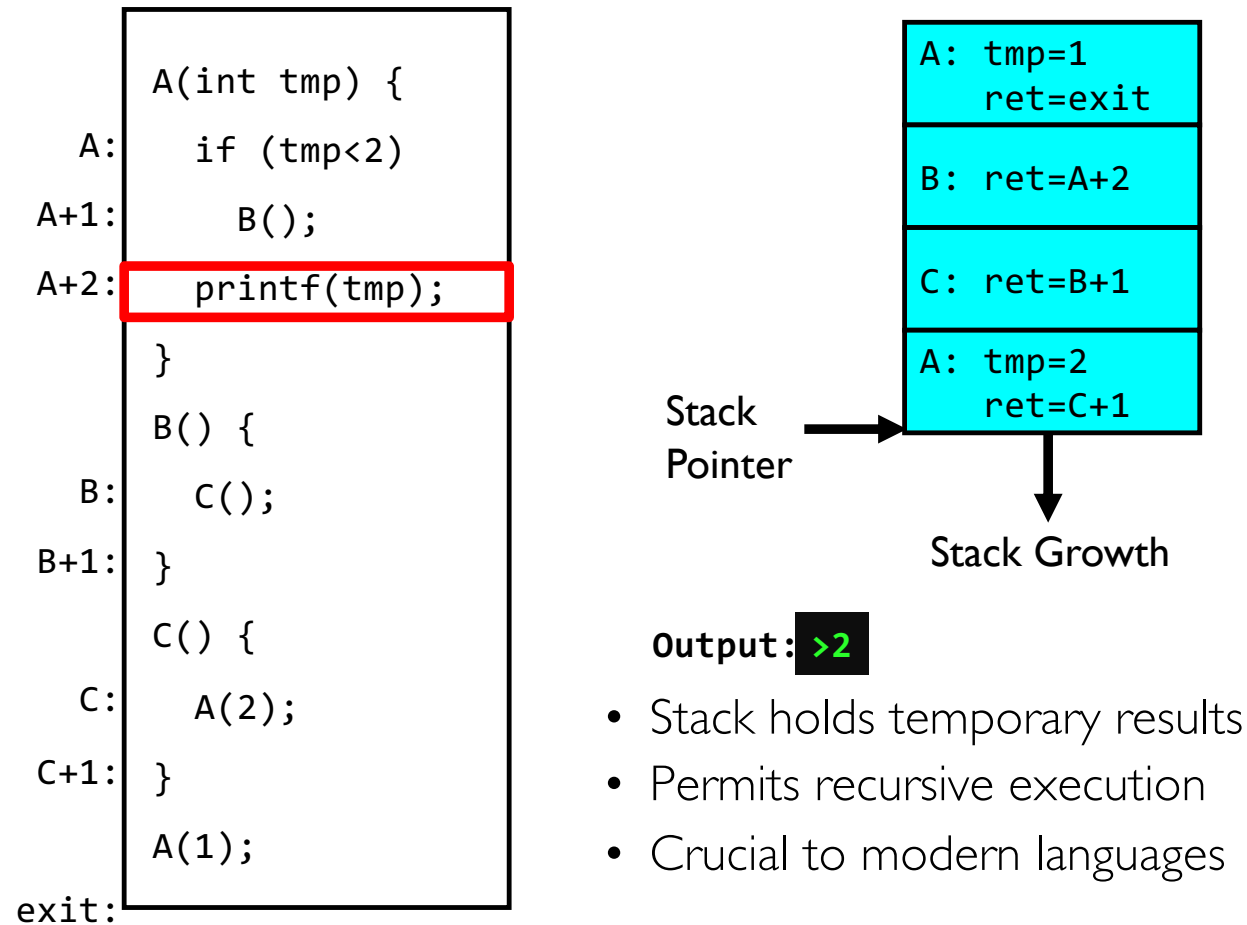 A(int tmp) {
A: if (tmp<2)
A+1: B();
A+2: printf(tmp);
}
B() {
B: C();
B+1: }
C() {
C: A(2);
C+1: }
A(1);
exit:
A: tmp=1
ret=exit
B: ret=A+2
C: ret=B+1
A: tmp=2
ret=C+1
Stack
Pointer
Stack Growth
Output: >2
• Stack holds temporary results
• Permits recursive execution
• Crucial to modern languages